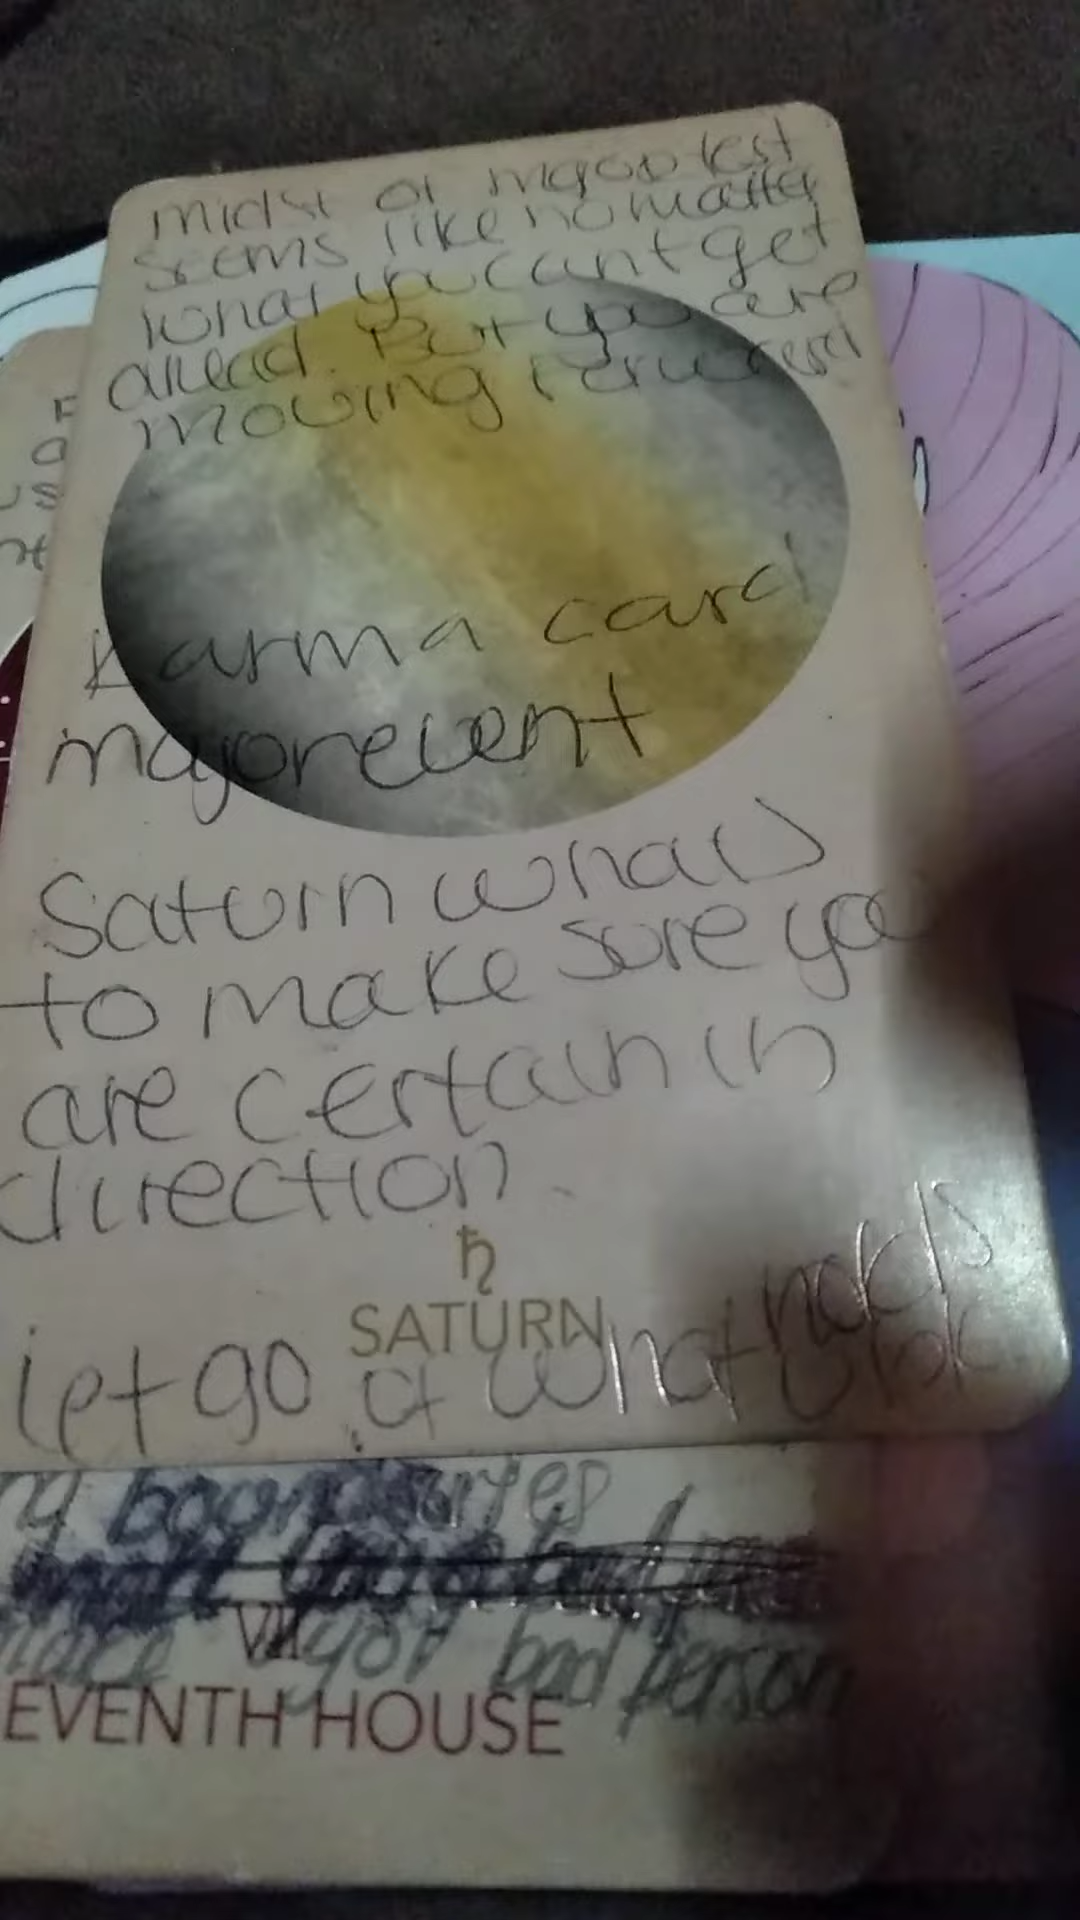 midst of major test
seems like no matter
what you cant get
ahead. But you are
moving forward
Karma card
major event
Saturn whats
to make sure you
are certain in
direction.
♄
SATURN
let go of what holds
boundaries
VII
bad person
EVENTH HOUSE